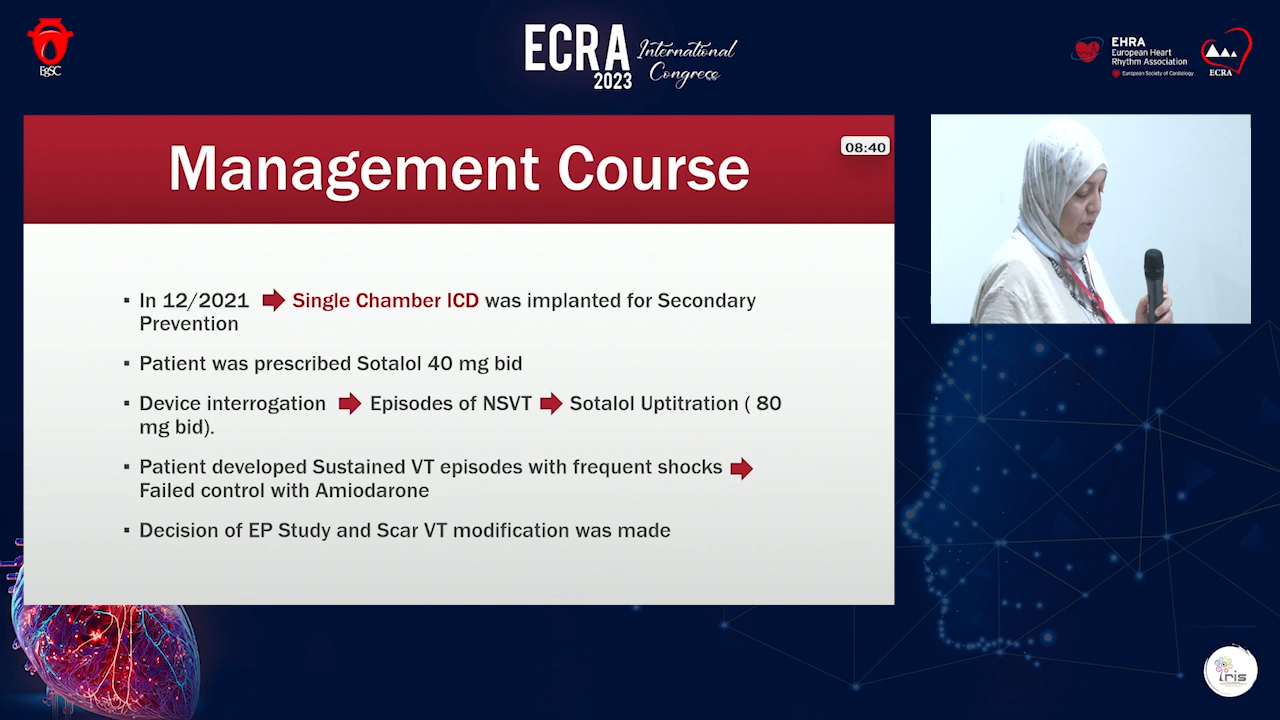 EgSC
ECRA
2023
International
Congress
EHRA
European Heart
Rhythm Association
European Society of Cardiology
ECRA
Management Course
08:40
▪ In 12/2021 ➡ Single Chamber ICD was implanted for Secondary
Prevention
▪ Patient was prescribed Sotalol 40 mg bid
▪ Device interrogation ➡ Episodes of NSVT ➡ Sotalol Uptitration ( 80
mg bid).
▪ Patient developed Sustained VT episodes with frequent shocks ➡
Failed control with Amiodarone
▪ Decision of EP Study and Scar VT modification was made
iris